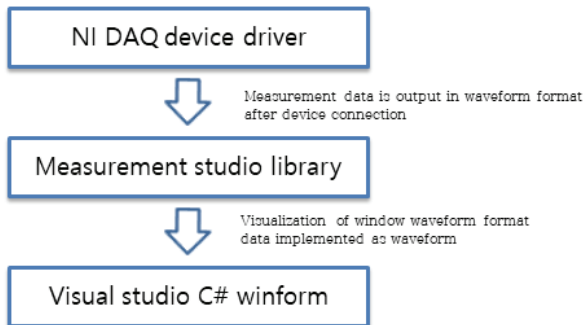 NI DAQ device driver
Measurement data is output in waveform format
after device connection
Measurement studio library
Visualization of window waveform format
data implemented as waveform
Visual studio C# winform